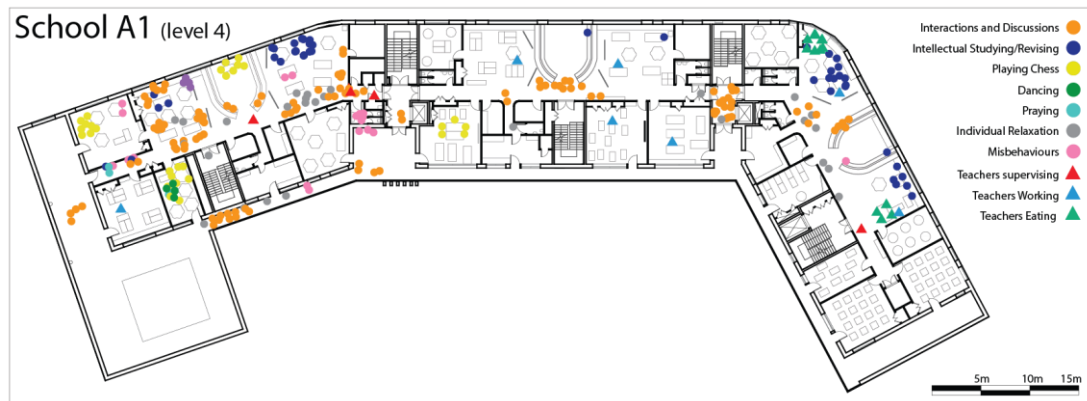 School A1 (level 4)
Interactions and Discussions
Intellectual Studying/Revising
Playing Chess
Dancing
Praying
Individual Relaxation
Misbehaviours
Teachers supervising
Teachers Working
Teachers Eating
5m 10m 15m